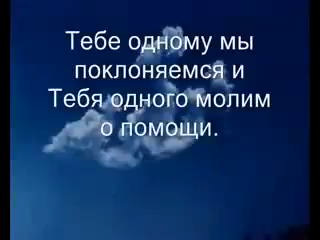 Тебе одному мы
поклоняемся и
Тебя одного молим
о помощи.